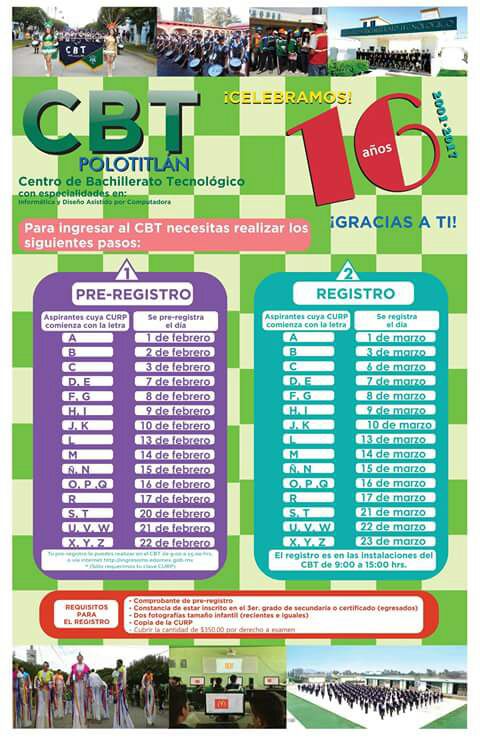 CBT
POLOTITLÁN
Centro de Bachillerato Tecnológico
con especialidades en:
Informática y Diseño Asistido por Computadora
¡CELEBRAMOS!
16
años
2001-2017
¡GRACIAS A TI!
Para ingresar al CBT necesitas realizar los
siguientes pasos:
1
PRE-REGISTRO
Aspirantes cuya CURP comienza con la letra Se pre-registra el día
A 1 de febrero
B 2 de febrero
C 3 de febrero
D, E 7 de febrero
F, G 8 de febrero
H, I 9 de febrero
J, K 10 de febrero
L 13 de febrero
M 14 de febrero
Ñ, N 15 de febrero
O, P ,Q 16 de febrero
R 17 de febrero
S, T 20 de febrero
U, V, W 21 de febrero
X, Y, Z 22 de febrero
Tu pre-registro lo puedes realizar en el CBT de 9:00 a 15:00 hrs.
o vía internet http://ingresoms.edomex.gob.mx
* (Sólo requerimos tu clave CURP)
2
REGISTRO
Aspirantes cuya CURP comienza con la letra Se registra el día
A 1 de marzo
B 3 de marzo
C 6 de marzo
D, E 7 de marzo
F, G 8 de marzo
H, I 9 de marzo
J, K 10 de marzo
L 13 de marzo
M 14 de marzo
Ñ, N 15 de marzo
O, P, Q 16 de marzo
R 17 de marzo
S, T 21 de marzo
U, V, W 22 de marzo
X, Y, Z 23 de marzo
El registro es en las instalaciones del
CBT de 9:00 a 15:00 hrs.
REQUISITOS
PARA
EL REGISTRO
- Comprobante de pre-registro
- Constancia de estar inscrito en el 3er. grado de secundaria o certificado (egresados)
- Dos fotografías tamaño infantil (recientes e iguales)
- Copia de la CURP
- Cubrir la cantidad de $350.00 por derecho a examen